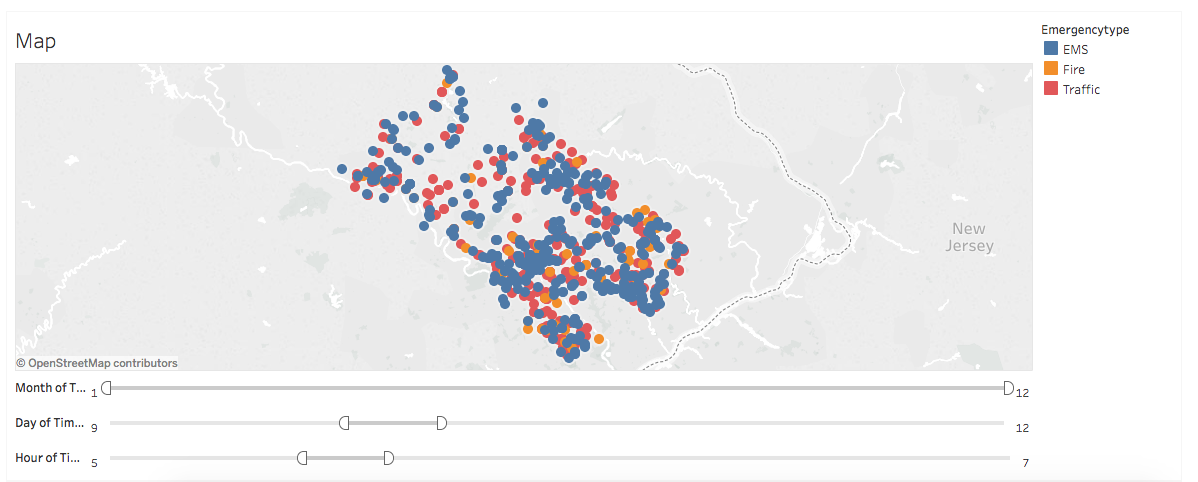 Map
Emergencytype
EMS
Fire
Traffic
New
Jersey
© OpenStreetMap contributors
Month of T... 1 12
Day of Tim... 9 12
Hour of Ti... 5 7